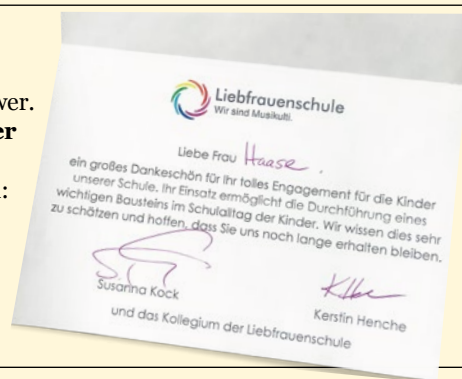 wer.
er
:
Liebfrauenschule
Wir sind Musikulti.
Liebe Frau Haase,
ein großes Dankeschön für Ihr tolles Engagement für die Kinder
unserer Schule. Ihr Einsatz ermöglicht die Durchführung eines
wichtigen Bausteins im Schulalltag der Kinder. Wir wissen dies sehr
zu schätzen und hoffen, dass Sie uns noch lange erhalten bleiben.
Susanna Kock
Kerstin Henche
und das Kollegium der Liebfrauenschule